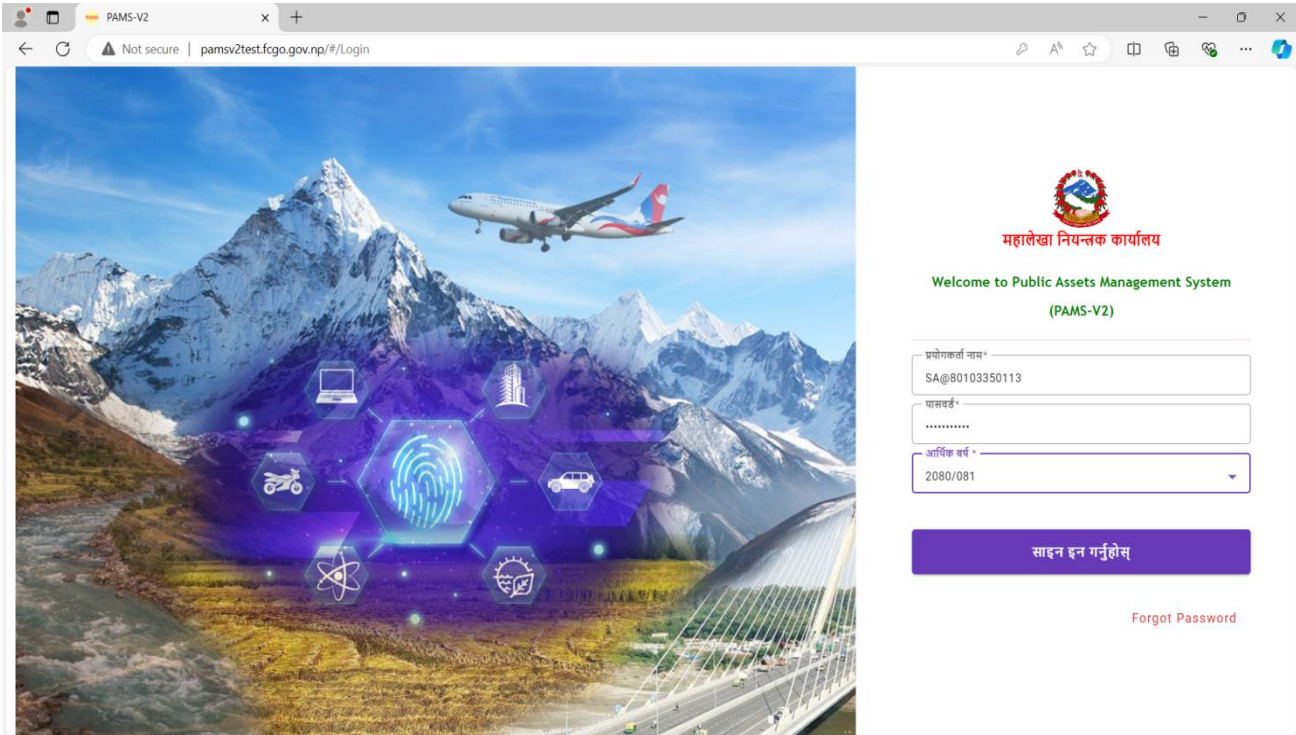 PAMS-V2
Not secure | pamsv2test.fcgo.gov.np/#/Login
महालेखा नियन्त्रक कार्यालय
Welcome to Public Assets Management System
(PAMS-V2)
प्रयोगकर्ता नाम*
SA@80103350113
पासवर्ड*
•••••••••••
आर्थिक बर्ष *
2080/081
साइन इन गर्नुहोस्
Forgot Password